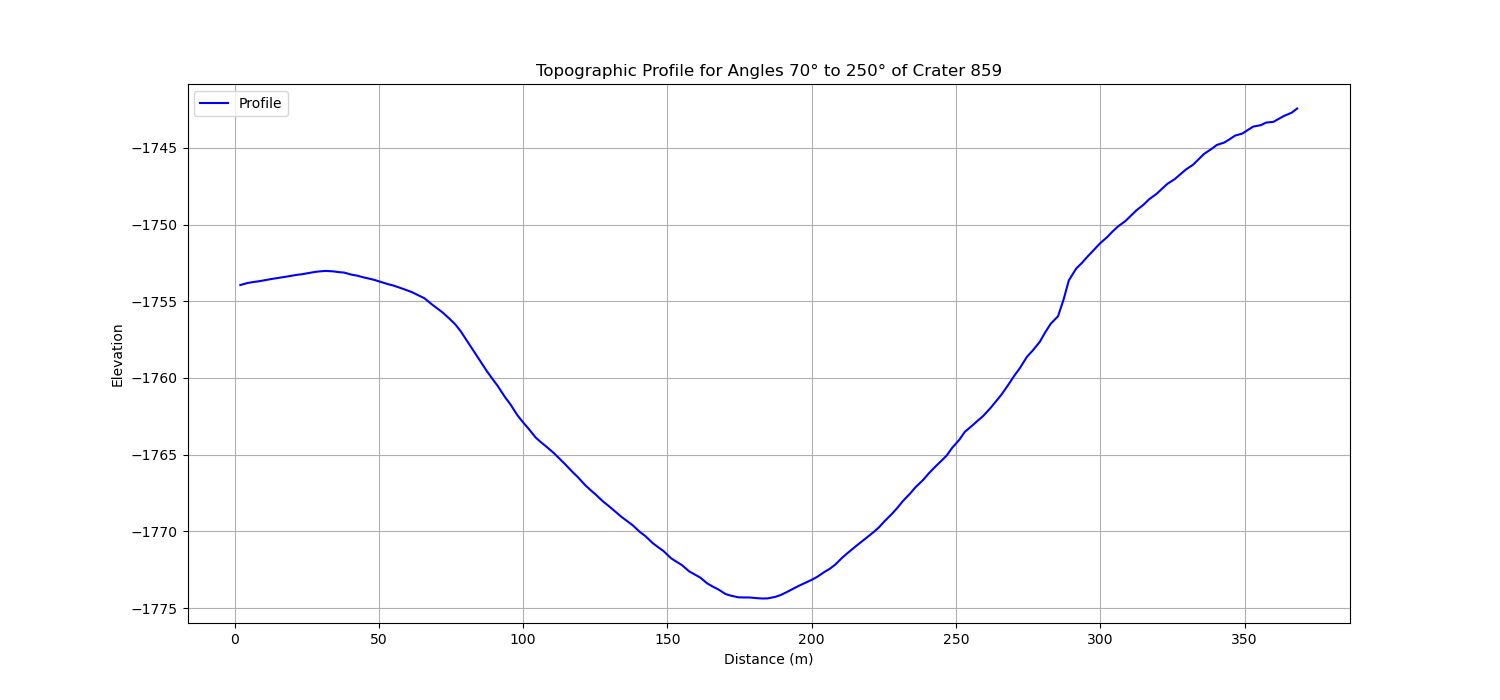 Topographic Profile for Angles 70° to 250° of Crater 859
Profile
−1745
−1750
−1755
−1760
−1765
−1770
−1775
Elevation
0 50 100 150 200 250 300 350
Distance (m)